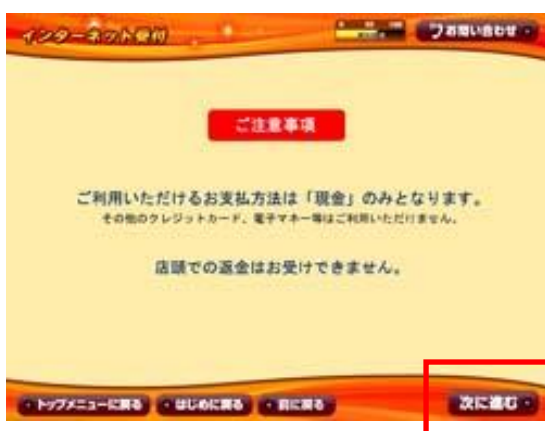 インターネット受付
お問い合わせ
ご注意事項
ご利用いただけるお支払方法は「現金」のみとなります。
その他のクレジットカード、電子マネー等はご利用いただけません。
店頭での返金はお受けできません。
トップメニューに戻る
はじめに戻る
前に戻る
次に進む